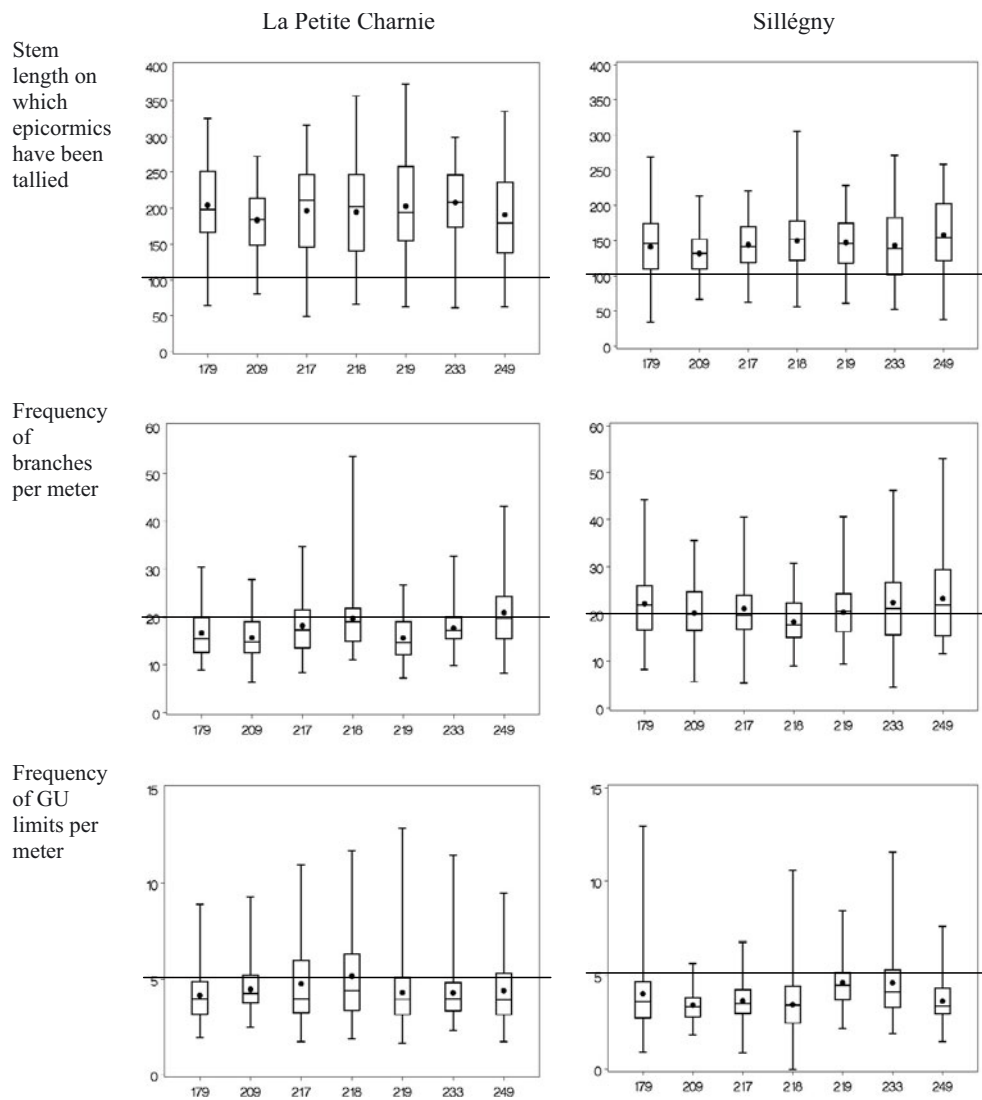 La Petite Charnie
Sillégny
Stem
length on
which
epicormics
have been
tallied
400
350
300
250
200
150
100
50
0
179 209 217 218 219 233 249
400
350
300
250
200
150
100
50
0
179 209 217 218 219 233 249
Frequency
of
branches
per meter
60
50
40
30
20
10
0
179 209 217 218 219 233 249
60
50
40
30
20
10
0
179 209 217 218 219 233 249
Frequency
of GU
limits per
meter
15
10
5
0
179 209 217 218 219 233 249
15
10
5
0
179 209 217 218 219 233 249